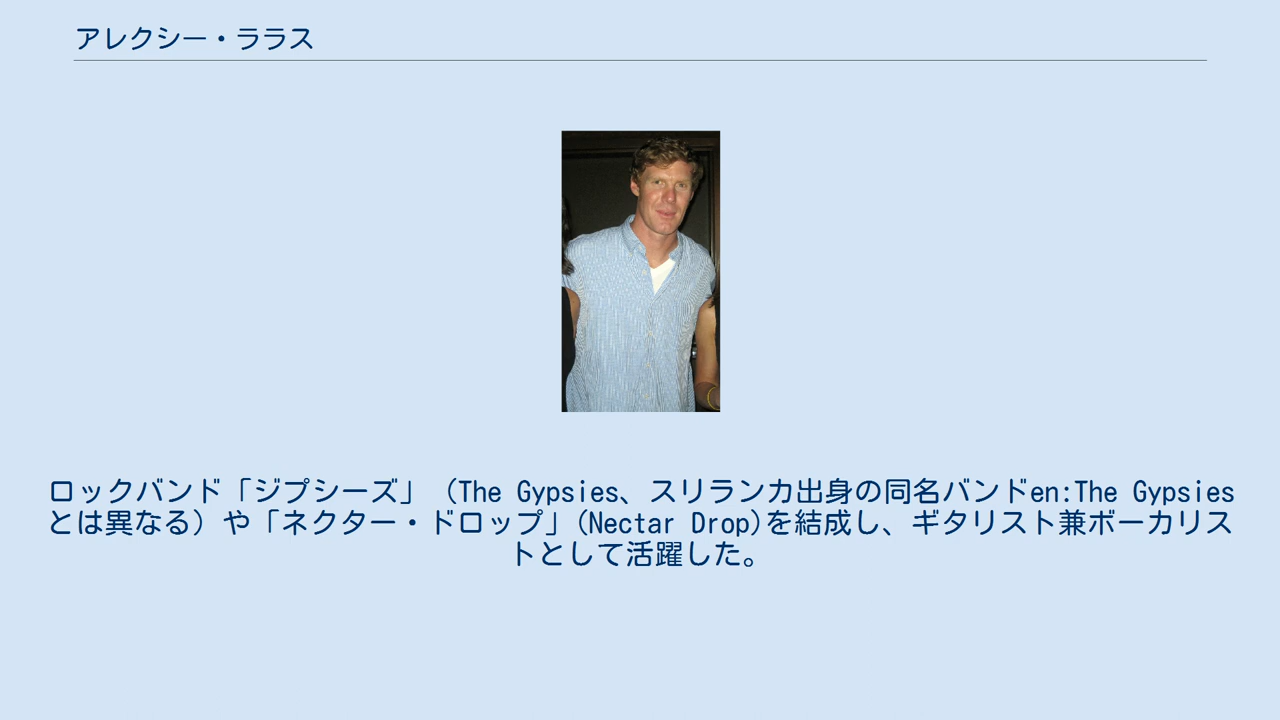 アレクシー・ララス
ロックバンド「ジプシーズ」（The Gypsies、スリランカ出身の同名バンドen:The Gypsies
とは異なる）や「ネクター・ドロップ」(Nectar Drop)を結成し、ギタリスト兼ボーカリス
トとして活躍した。